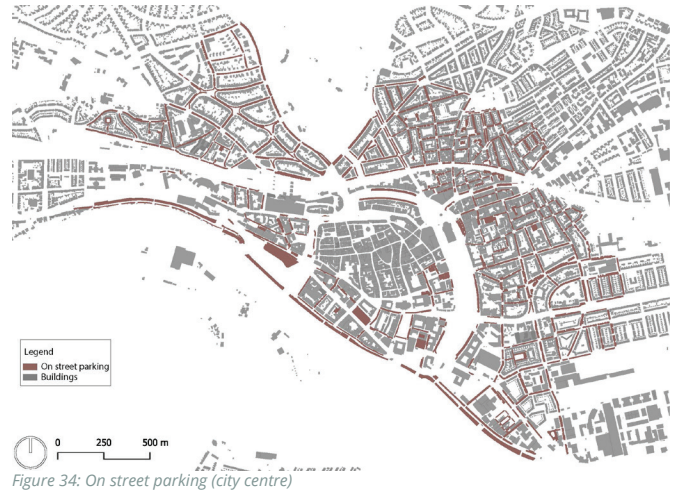 Legend
On street parking
Buildings
0 250 500 m
Figure 34: On street parking (city centre)